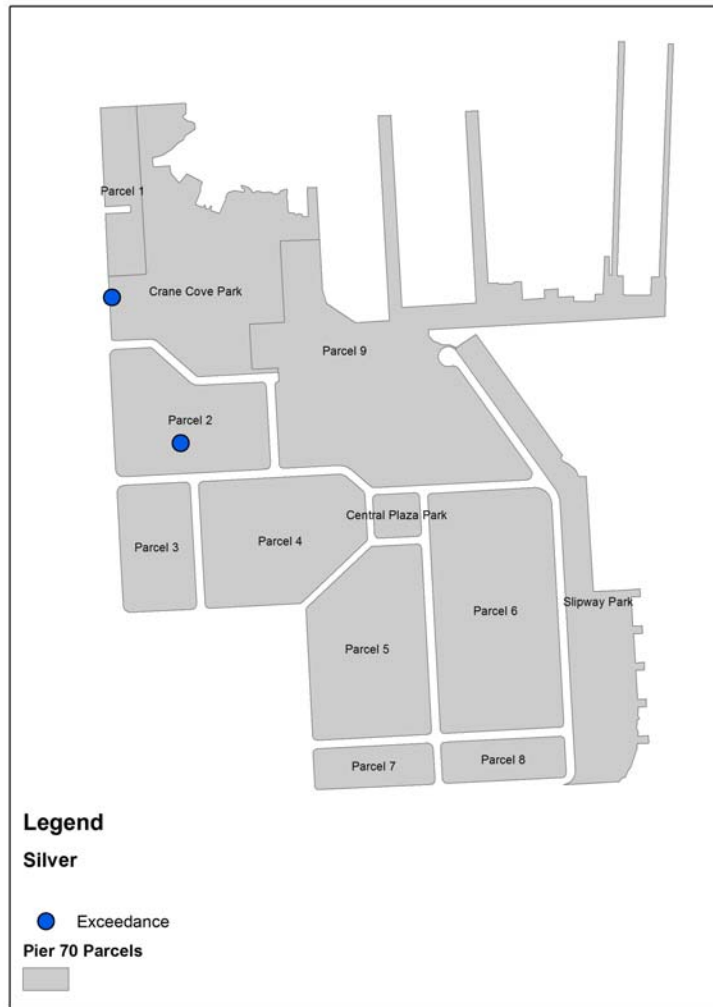 Parcel 1
Crane Cove Park
Parcel 9
Parcel 2
Central Plaza Park
Parcel 3
Parcel 4
Slipway Park
Parcel 6
Parcel 5
Parcel 7
Parcel 8
Legend
Silver
Exceedance
Pier 70 Parcels